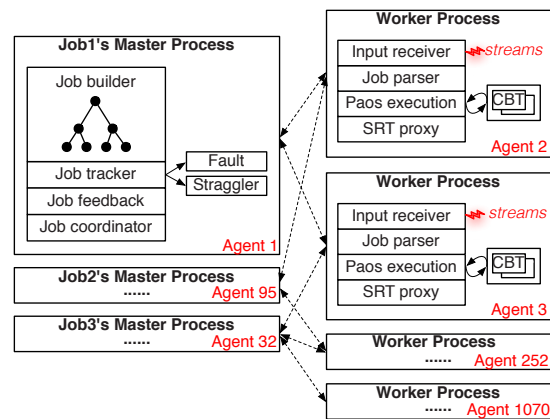 Job1's Master Process
Job builder
Job tracker
Job feedback
Job coordinator
Fault
Straggler
Agent 1
Job2's Master Process
......
Agent 95
Job3's Master Process
......
Agent 32
Worker Process
Input receiver
streams
Job parser
Paos execution
CBT
SRT proxy
Agent 2
Worker Process
Input receiver
streams
Job parser
Paos execution
CBT
SRT proxy
Agent 3
Worker Process
......
Agent 252
Worker Process
......
Agent 1070